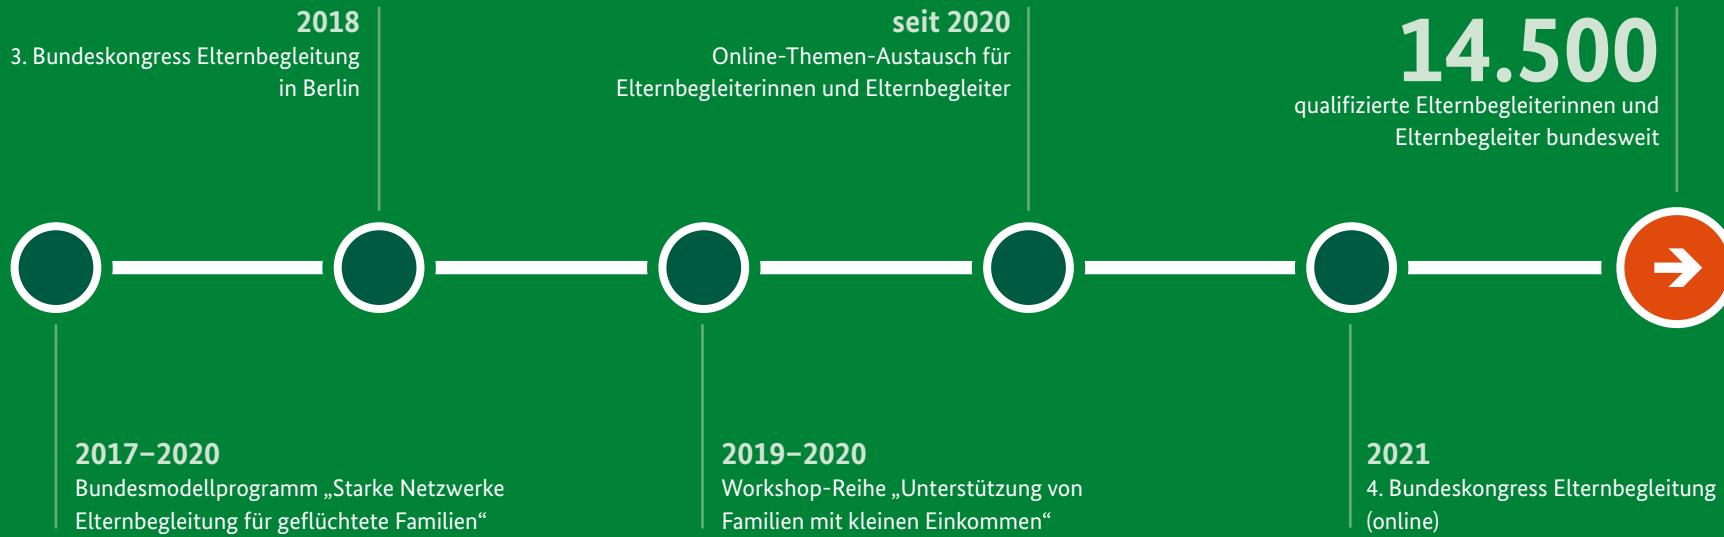 2018
3. Bundeskongress Elternbegleitung
in Berlin
seit 2020
Online-Themen-Austausch für
Elternbegleiterinnen und Elternbegleiter
14.500
qualifizierte Elternbegleiterinnen und
Elternbegleiter bundesweit
2017–2020
Bundesmodellprogramm „Starke Netzwerke
Elternbegleitung für geflüchtete Familien“
2019–2020
Workshop-Reihe „Unterstützung von
Familien mit kleinen Einkommen“
2021
4. Bundeskongress Elternbegleitung
(online)